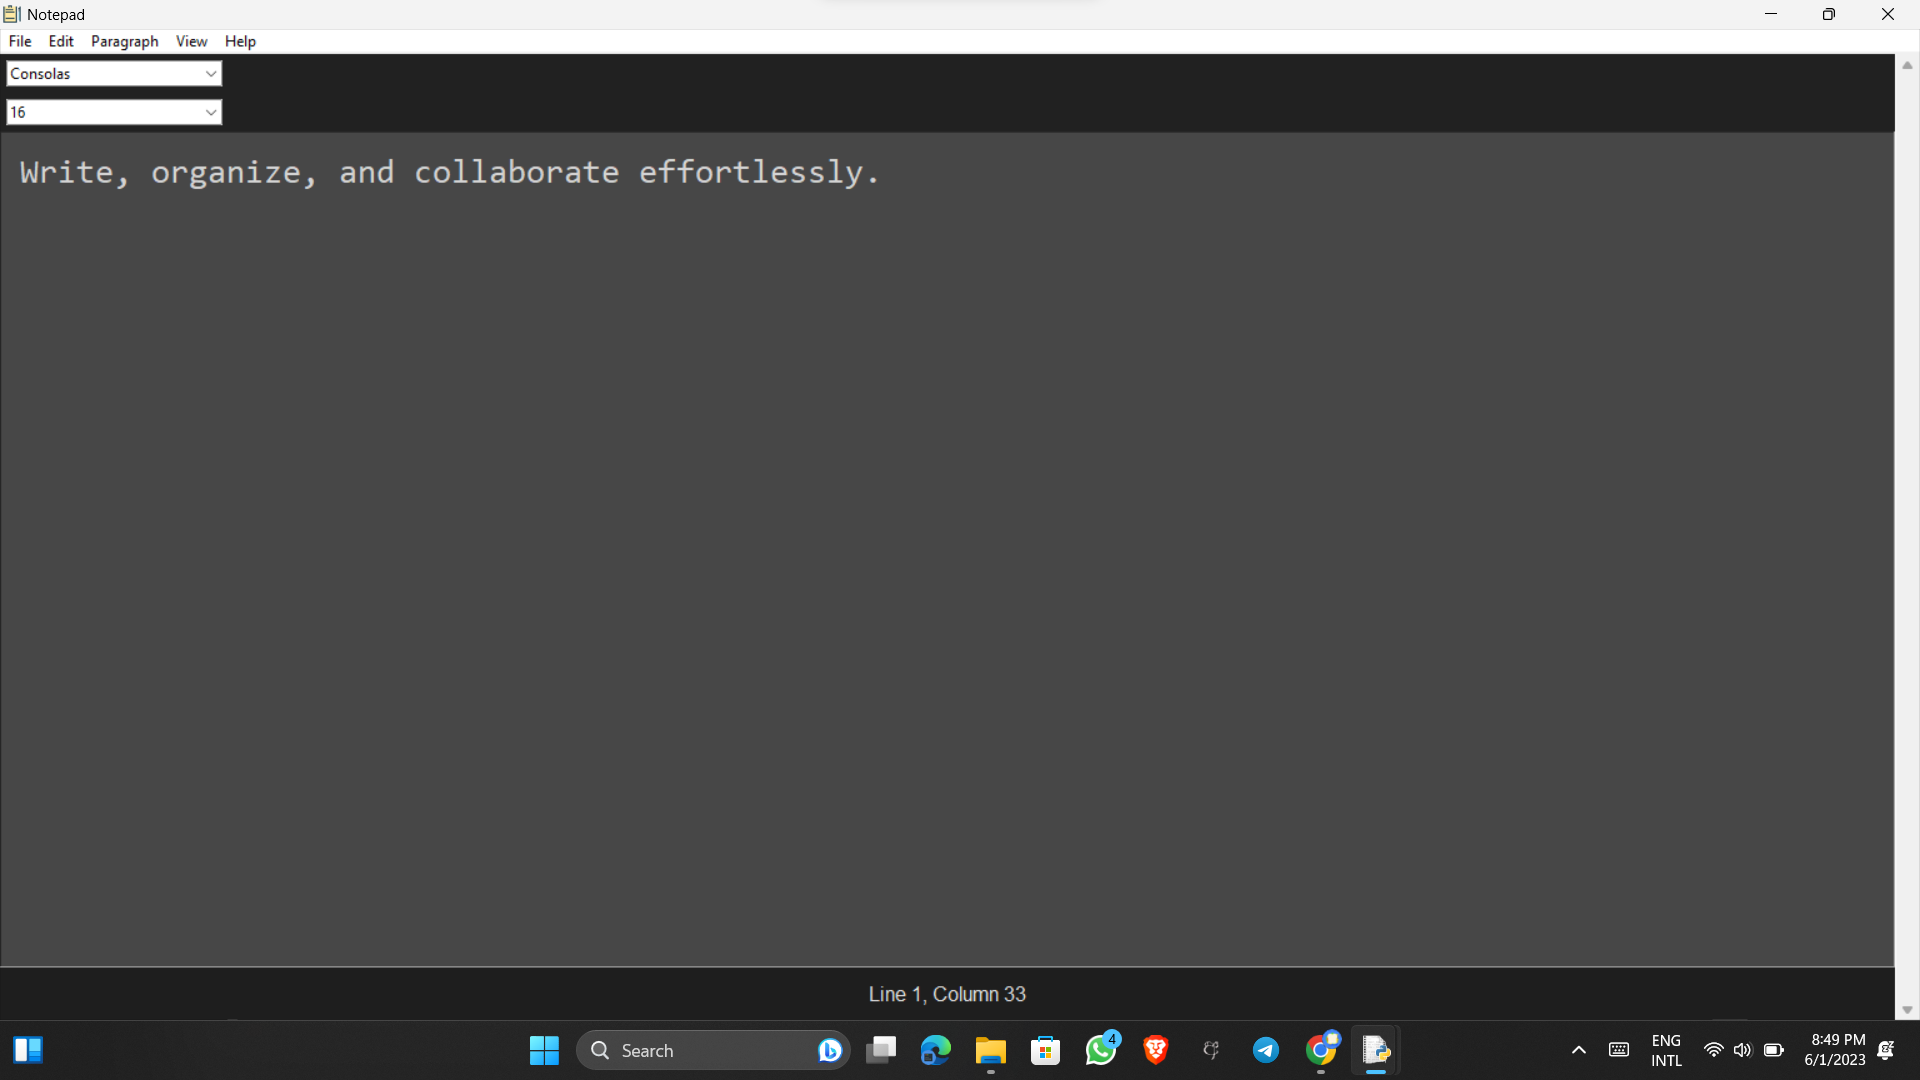 Notepad
File Edit Paragraph View Help
Consolas
16
Write, organize, and collaborate effortlessly.
Line 1, Column 33
Search
4
ENG
INTL
8:49 PM
6/1/2023